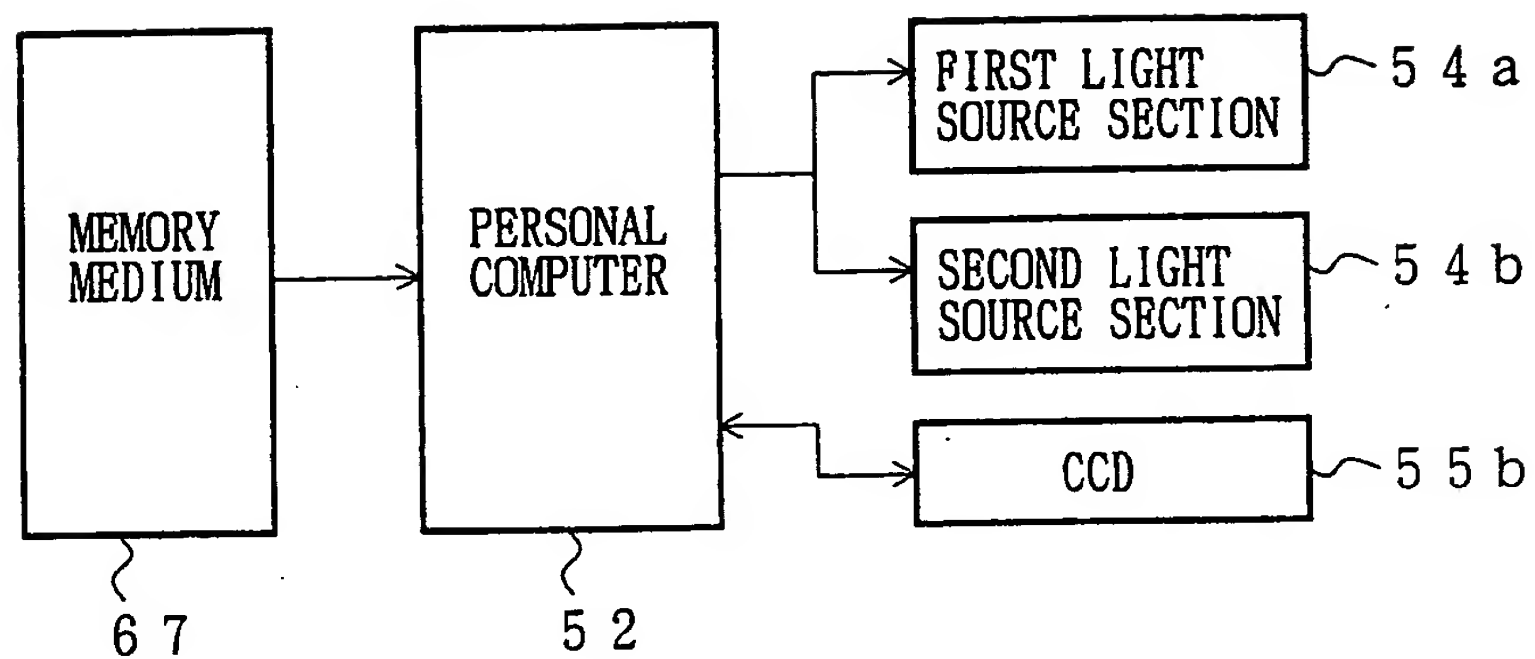 MEMORY
MEDIUM
67
PERSONAL
COMPUTER
52
FIRST LIGHT
SOURCE SECTION
54a
SECOND LIGHT
SOURCE SECTION
54b
CCD
55b